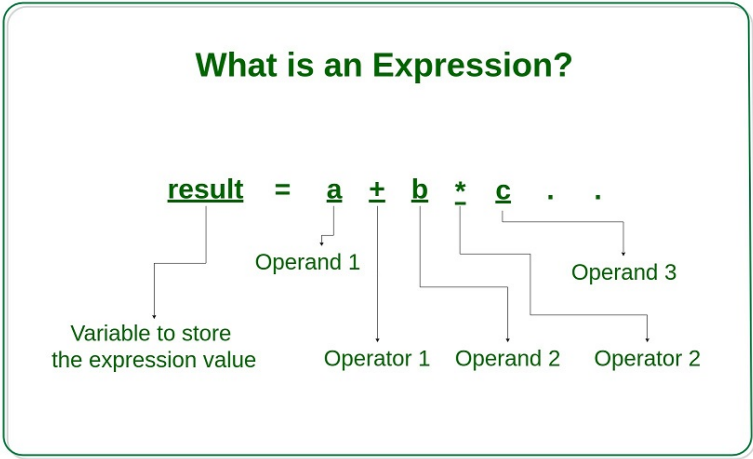 What is an Expression?
result = a + b * c . .
Operand 1
Operand 3
Variable to store
the expression value
Operator 1
Operand 2
Operator 2